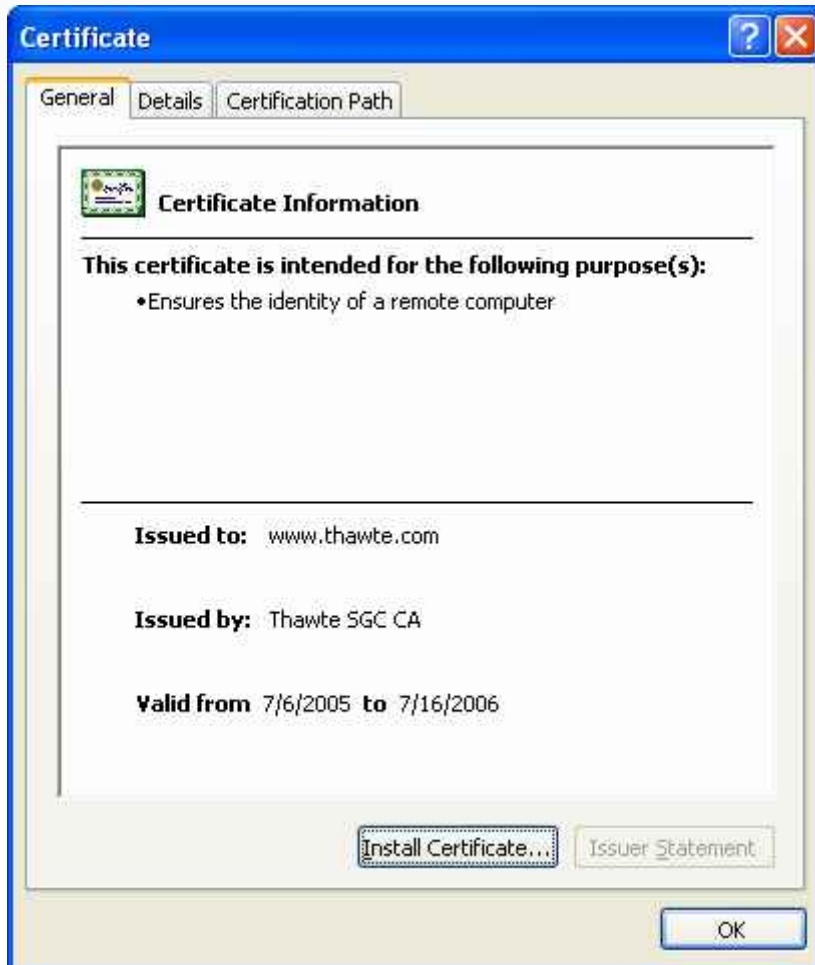 Certificate
General Details Certification Path
Certificate Information
This certificate is intended for the following purpose(s):
•Ensures the identity of a remote computer
Issued to: www.thawte.com
Issued by: Thawte SGC CA
Valid from 7/6/2005 to 7/16/2006
Install Certificate... Issuer Statement
OK